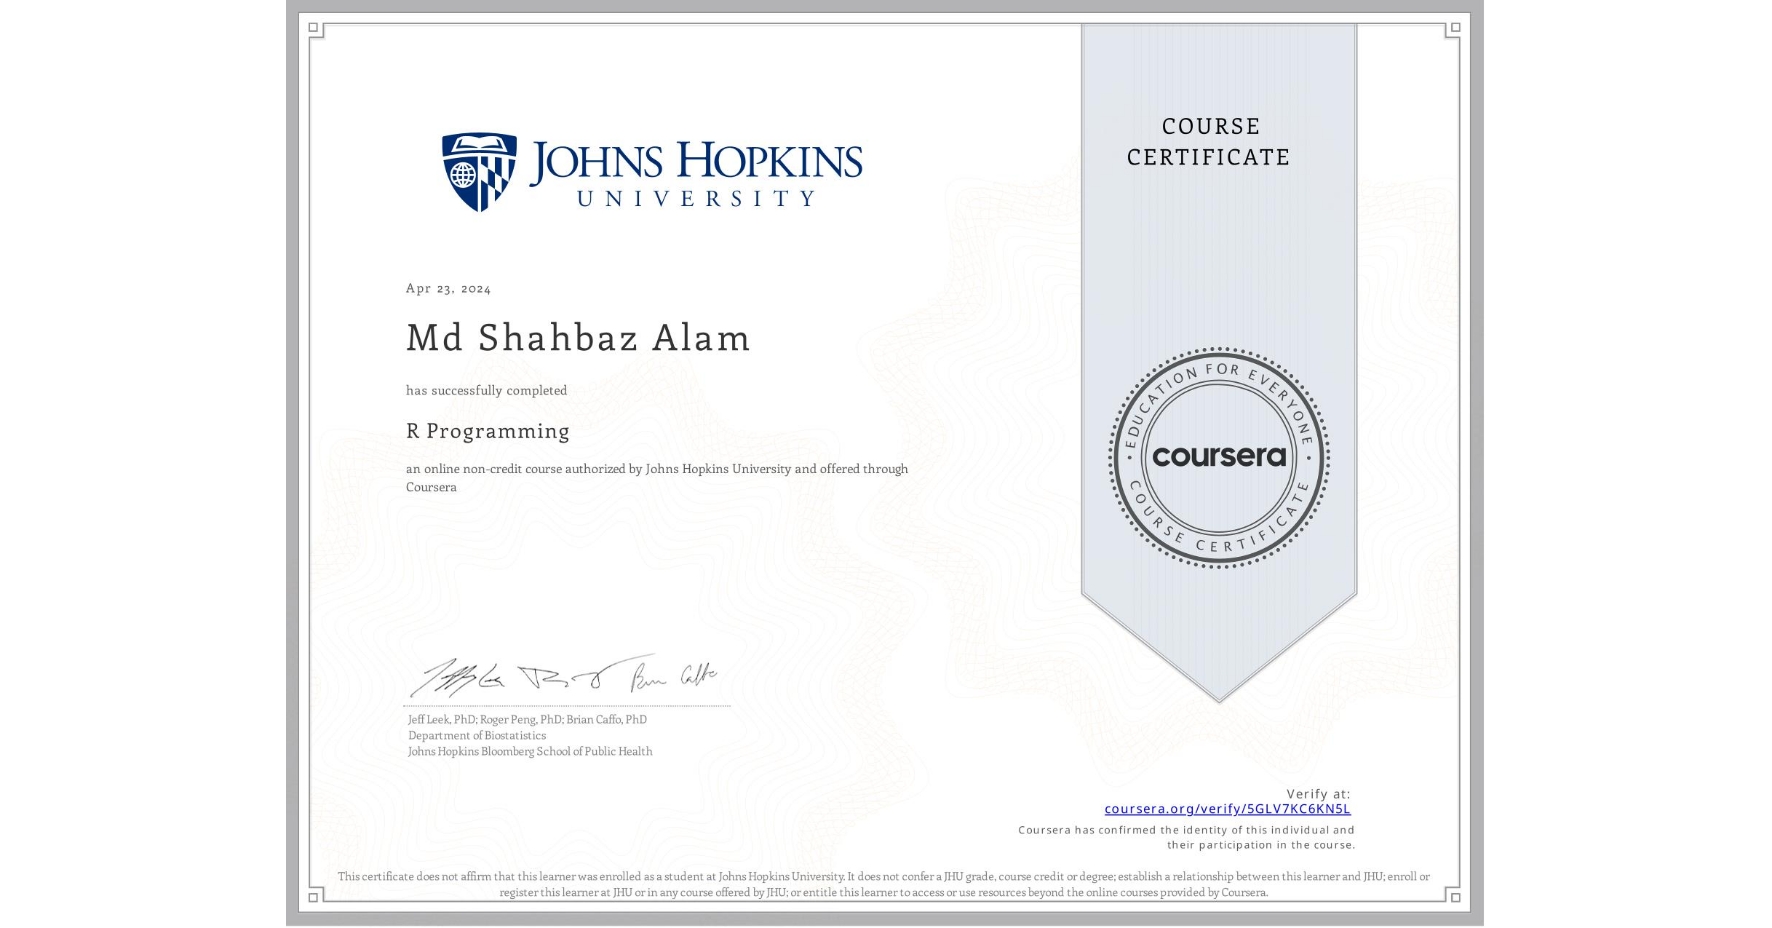 JOHNS HOPKINS
UNIVERSITY
COURSE
CERTIFICATE
Apr 23, 2024
Md Shahbaz Alam
has successfully completed
R Programming
an online non-credit course authorized by Johns Hopkins University and offered through
Coursera
EDUCATION FOR EVERYONE
coursera
COURSE CERTIFICATE
Jeff Leek, PhD; Roger Peng, PhD; Brian Caffo, PhD
Department of Biostatistics
Johns Hopkins Bloomberg School of Public Health
Verify at:
coursera.org/verify/5GLV7KC6KN5L
Coursera has confirmed the identity of this individual and
their participation in the course.
This certificate does not affirm that this learner was enrolled as a student at Johns Hopkins University. It does not confer a JHU grade, course credit or degree; establish a relationship between this learner and JHU; enroll or
register this learner at JHU or in any course offered by JHU; or entitle this learner to access or use resources beyond the online courses provided by Coursera.